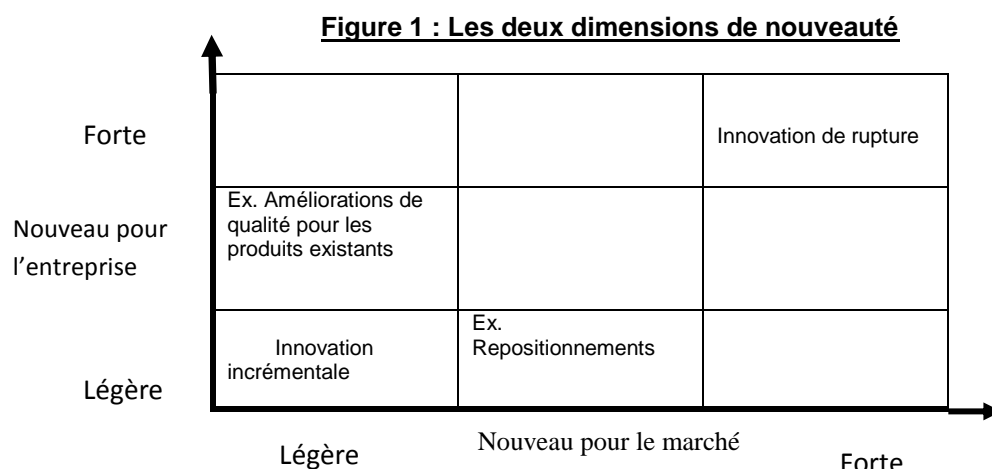 Figure 1 : Les deux dimensions de nouveauté
Forte
Innovation de rupture
Nouveau pour
l'entreprise
Ex. Améliorations de
qualité pour les
produits existants
Légère
Innovation
incrémentale
Ex.
Repositionnements
Légère
Nouveau pour le marché
Forte